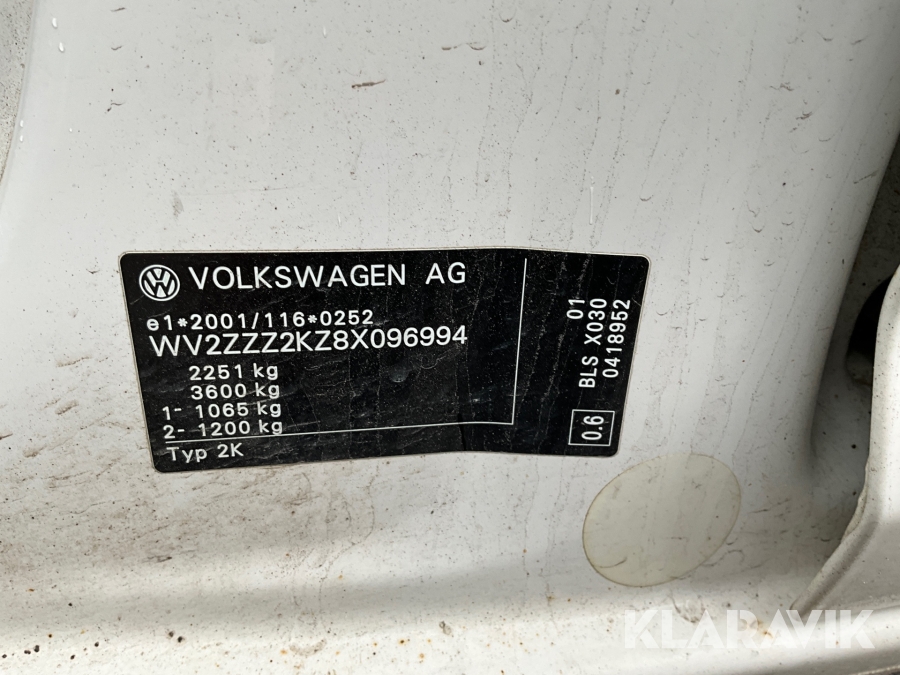 VOLKSWAGEN AG
e1*2001/116*0252
WV2ZZZ2KZ8X096994
2251 kg
3600 kg
1- 1065 kg
2- 1200 kg
Typ 2K
01
BLS X030
0418952
0.6
KLARAVIK